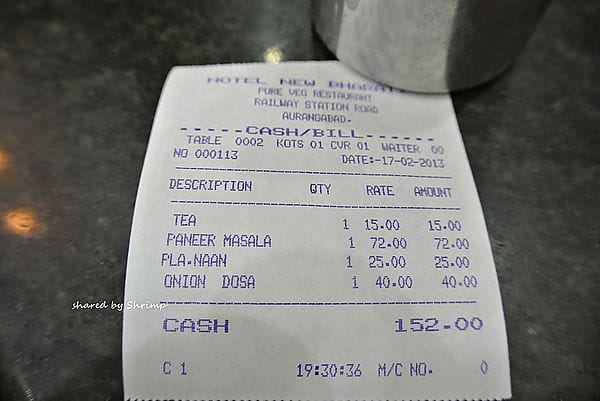 HOTEL NEW BHARATI
PURE VEG RESTAURANT
RAILWAY STATION ROAD
AURANGABAD.
-----CASH/BILL------
TABLE 0002 KOTS 01 CVR 01 WAITER 00
NO 000113 DATE:-17-02-2013
DESCRIPTION QTY RATE AMOUNT
TEA 1 15.00 15.00
PANEER MASALA 1 72.00 72.00
PLA.NAAN 1 25.00 25.00
ONION DOSA 1 40.00 40.00
shared by Shrimp
CASH 152.00
C 1 19:30:36 M/C NO. 0